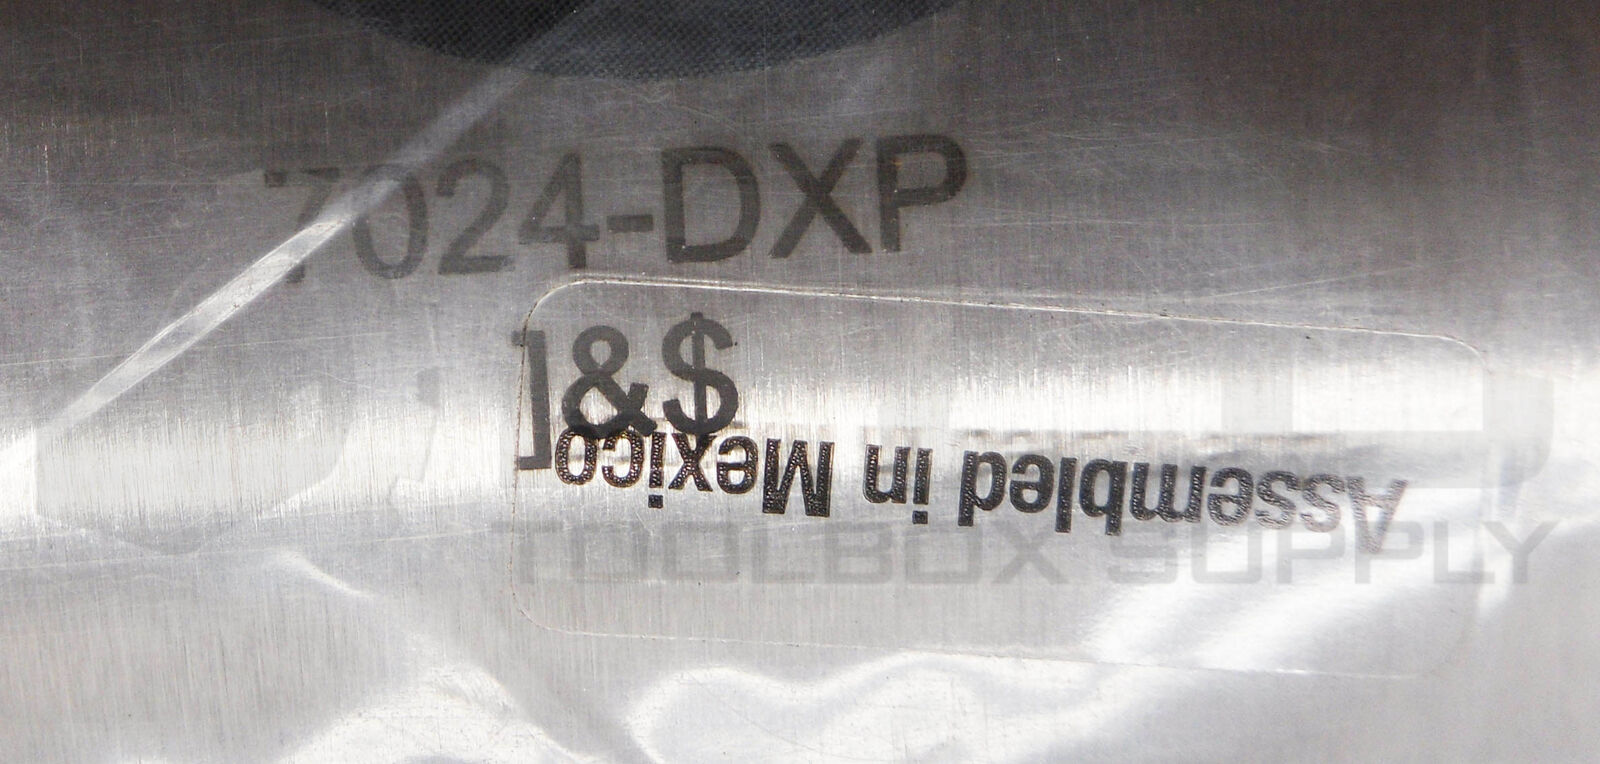 7024-DXP
]&$
Assembled in Mexico
TOOLBOX SUPPLY